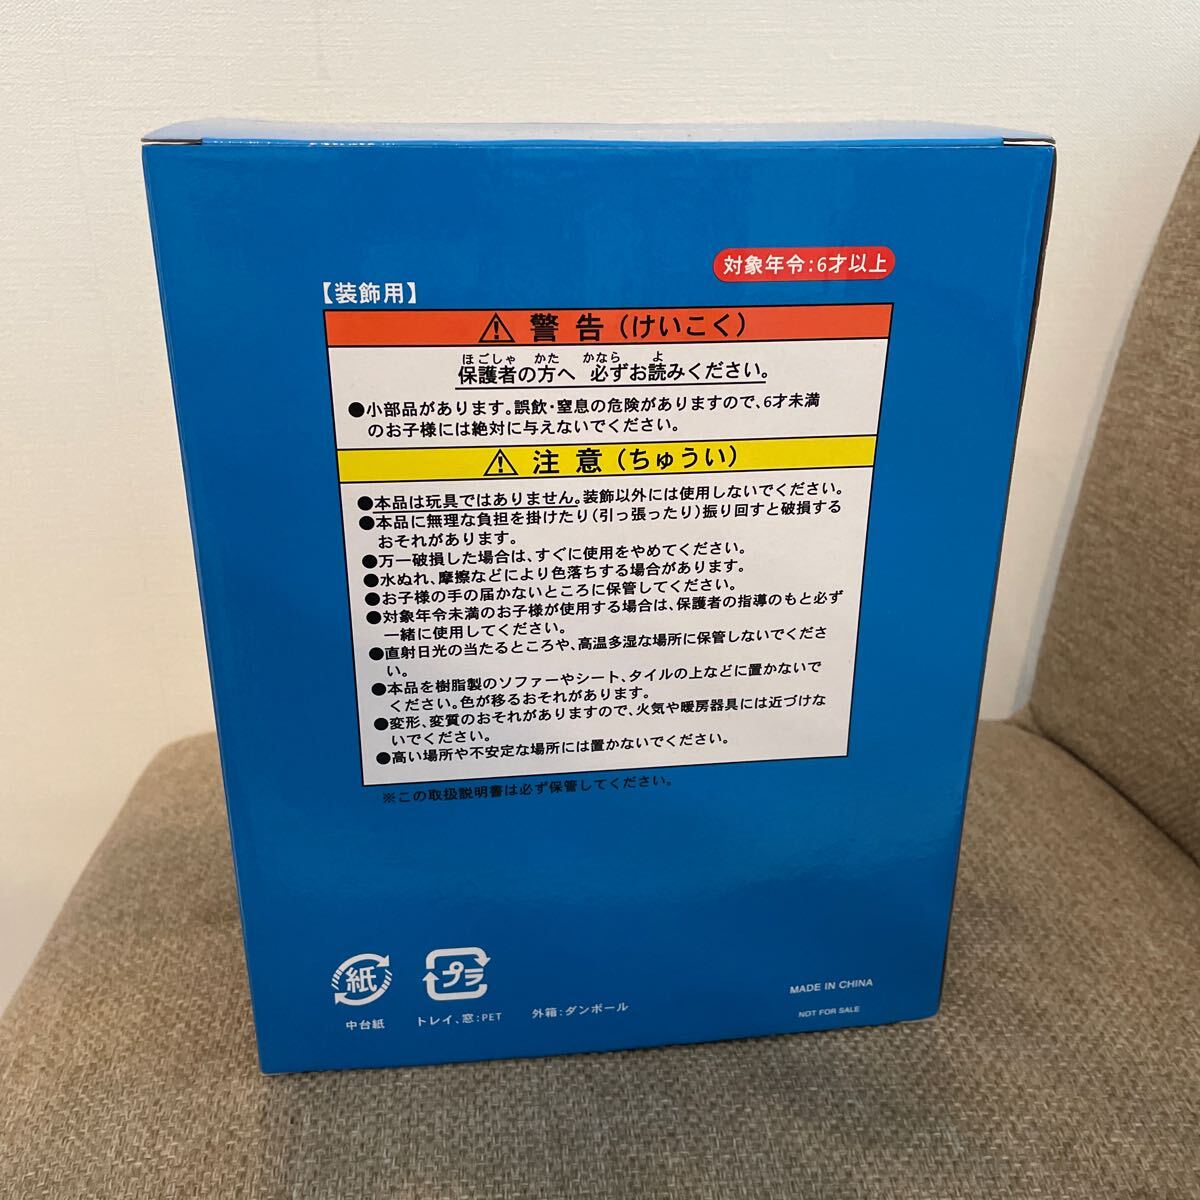 対象年令:6才以上
【装飾用】
⚠ 警告(けいこく)
ほごしゃ かた かなら よ
保護者の方へ 必ずお読みください。
●小部品があります。誤飲・窒息の危険がありますので、6才未満
のお子様には絶対に与えないでください。
⚠ 注意(ちゅうい)
●本品は玩具ではありません。装飾以外には使用しないでください。
●本品に無理な負担を掛けたり(引っ張ったり)振り回すと破損する
おそれがあります。
●万一破損した場合は、すぐに使用をやめてください。
●水ぬれ、摩擦などにより色落ちする場合があります。
●お子様の手の届かないところに保管してください。
●対象年令未満のお子様が使用する場合は、保護者の指導のもと必ず
一緒に使用してください。
●直射日光の当たるところや、高温多湿な場所に保管しないでくださ
い。
●本品を樹脂製のソファーやシート、タイルの上などに置かないで
ください。色が移るおそれがあります。
●変形、変質のおそれがありますので、火気や暖房器具には近づけな
いでください。
●高い場所や不安定な場所には置かないでください。
※この取扱説明書は必ず保管してください。
紙
中台紙
プラ
トレイ、窓:PET
外箱:ダンボール
MADE IN CHINA
NOT FOR SALE